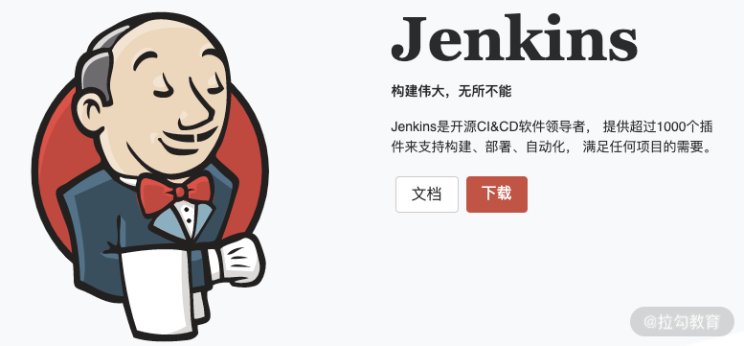 Jenkins
构建伟大，无所不能
Jenkins是开源CI&CD软件领导者， 提供超过1000个插
件来支持构建、部署、自动化， 满足任何项目的需要。
文档
下载
@拉勾教育